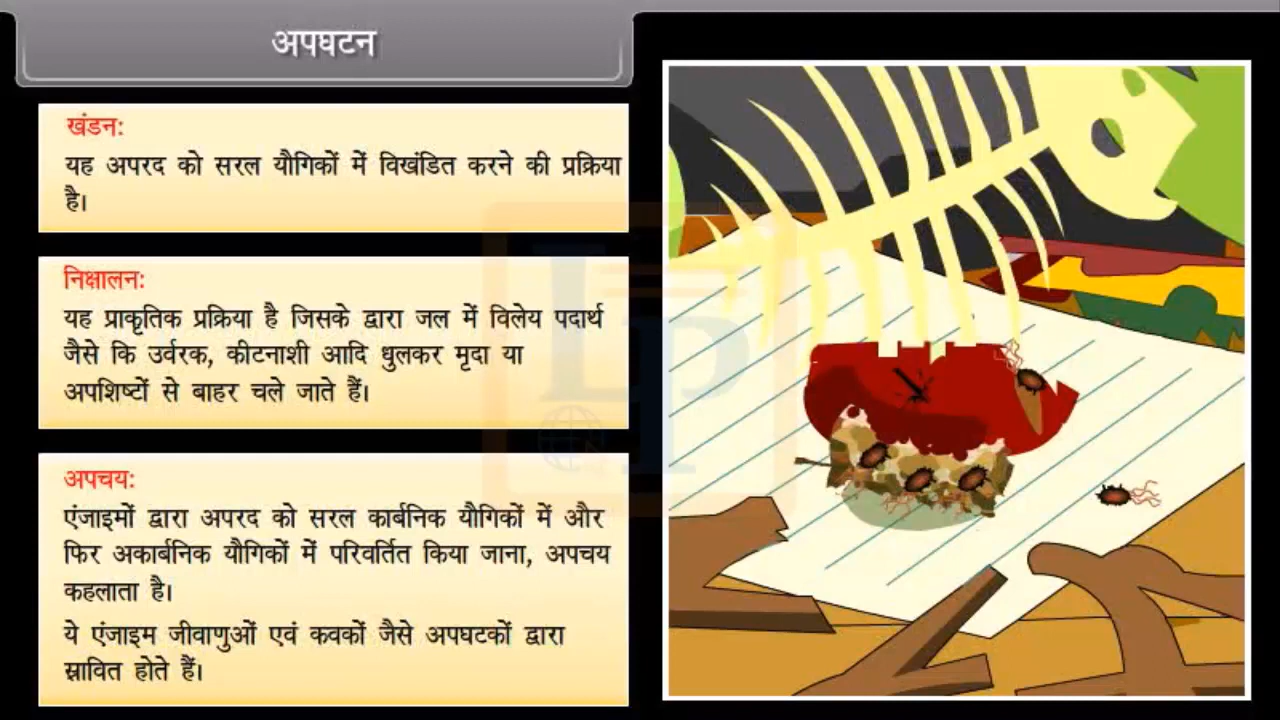 अपघटन
खंडन:
यह अपरद को सरल यौगिकों में विखंडित करने की प्रक्रिया
है।
निक्षालन:
यह प्राकृतिक प्रक्रिया है जिसके द्वारा जल में विलेय पदार्थ
जैसे कि उर्वरक, कीटनाशी आदि धुलकर मृदा या
अपशिष्टों से बाहर चले जाते हैं।
अपचय:
एंजाइमों द्वारा अपरद को सरल कार्बनिक यौगिकों में और
फिर अकार्बनिक यौगिकों में परिवर्तित किया जाना, अपचय
कहलाता है।
ये एंजाइम जीवाणुओं एवं कवकों जैसे अपघटकों द्वारा
स्रावित होते हैं।